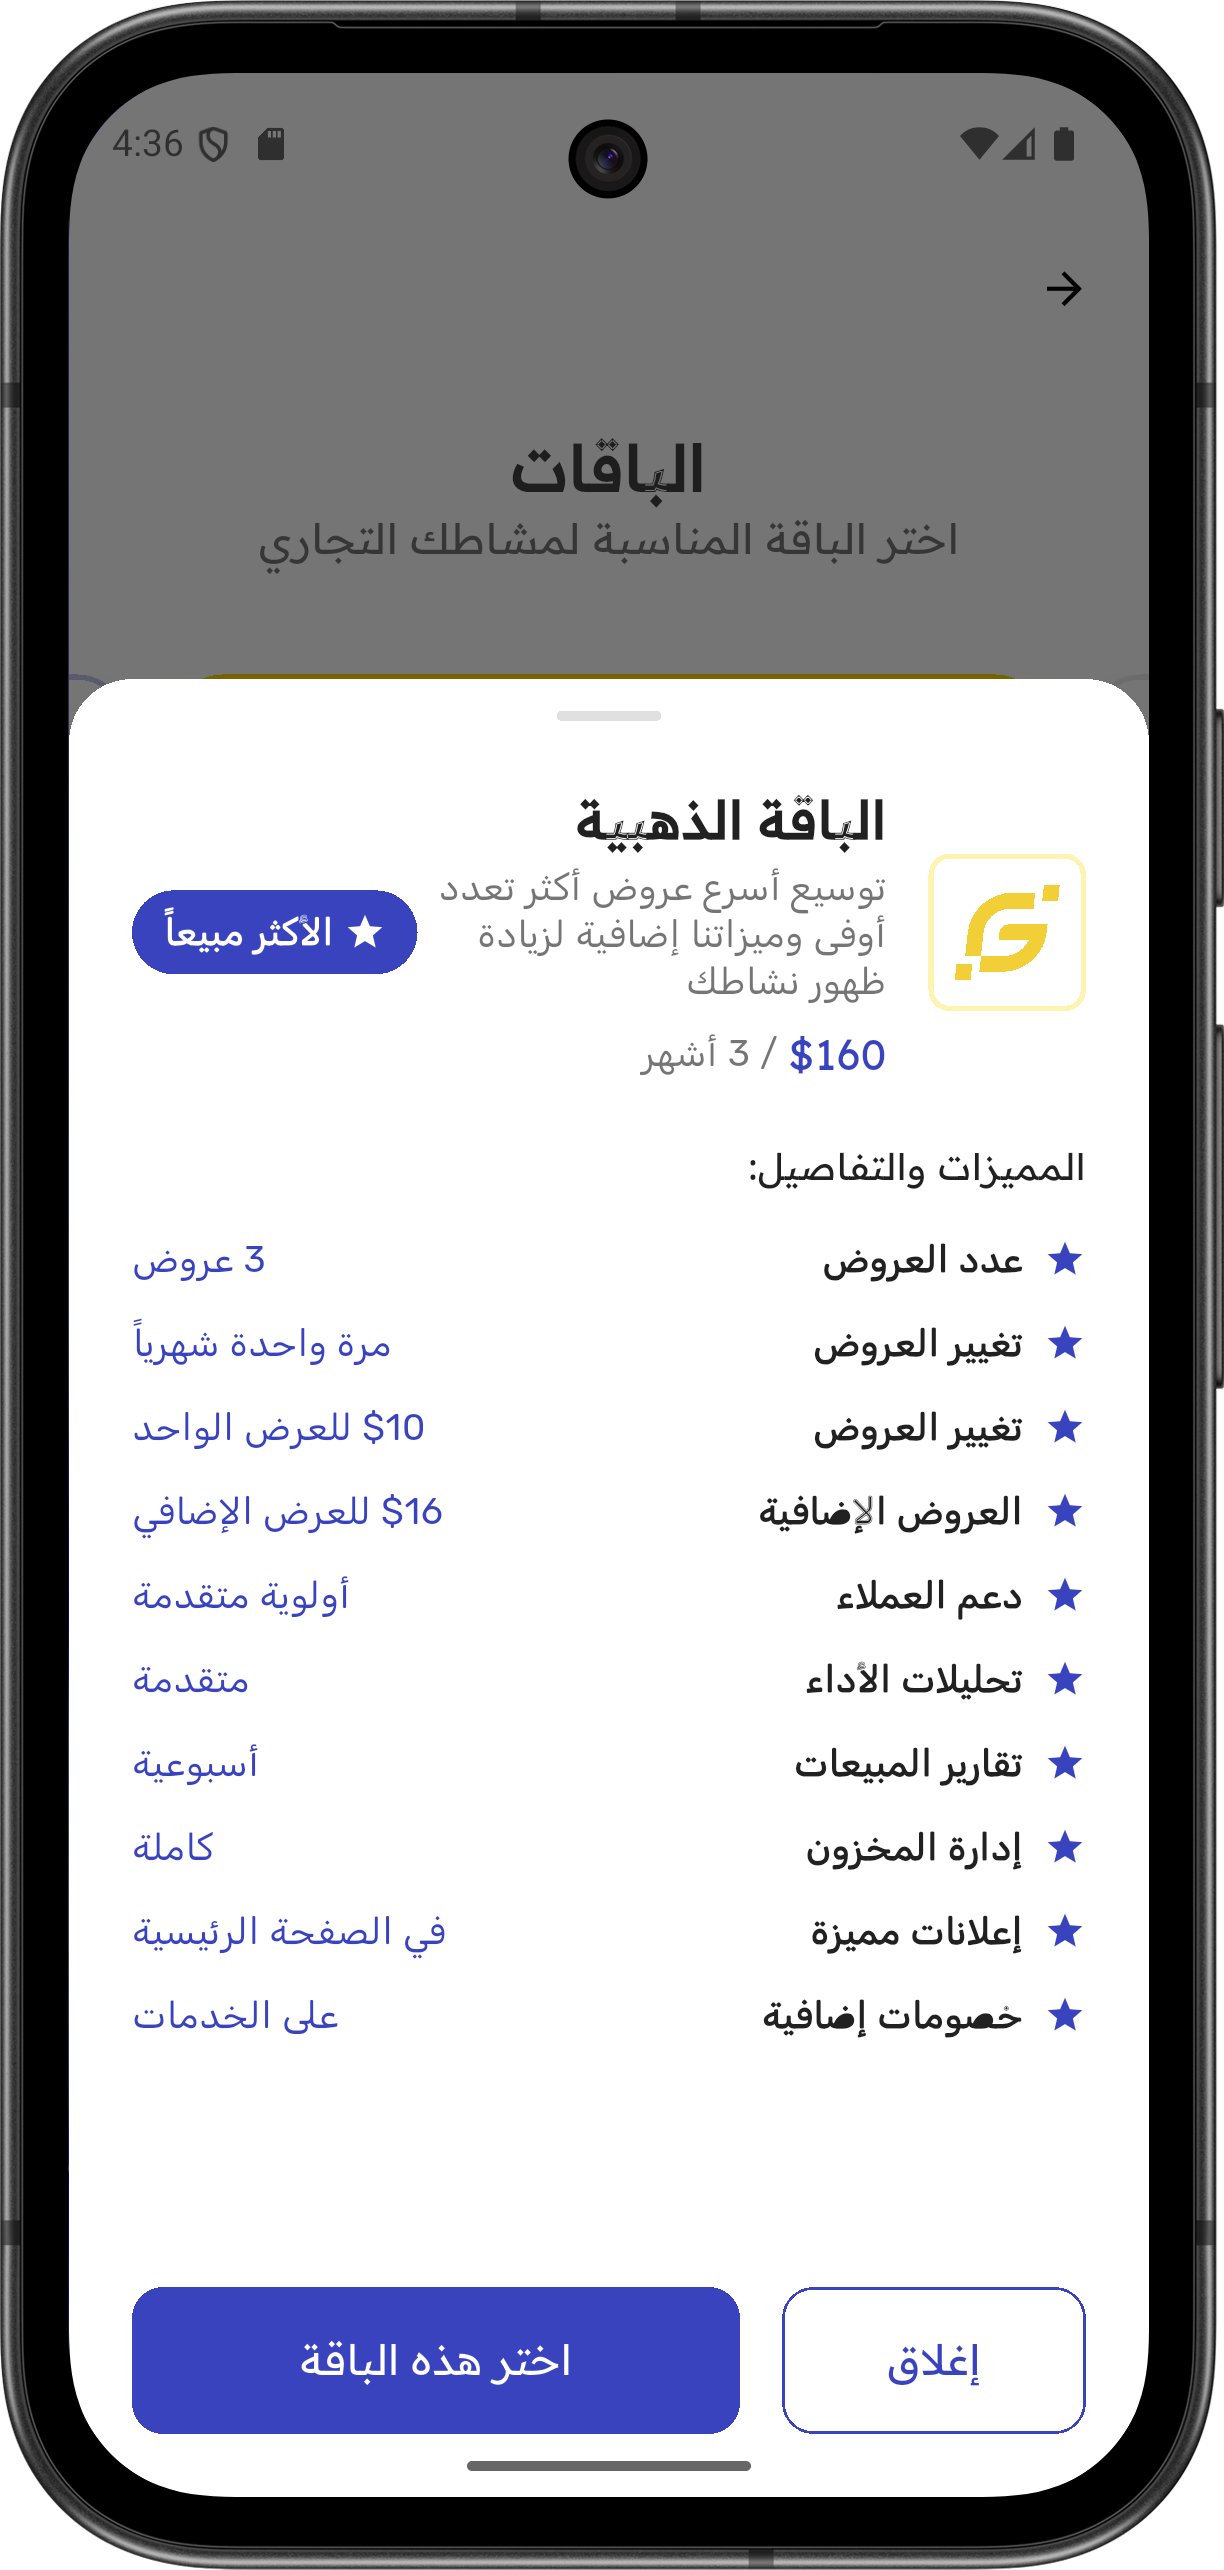 4:36
الباقات
اختر الباقة المناسبة لمشاطك التجاري
الباقة الذهبية
توسيع أسرع عروض أكثر تعدد
أوفى وميزاتنا إضافية لزيادة
ظهور نشاطك
الأكثر مبيعاً
$160 / 3 أشهر
المميزات والتفاصيل:
عدد العروض 3 عروض
تغيير العروض مرة واحدة شهرياً
تغيير العروض $10 للعرض الواحد
العروض الإضافية $16 للعرض الإضافي
دعم العملاء أولوية متقدمة
تحليلات الأداء متقدمة
تقارير المبيعات أسبوعية
إدارة المخزون كاملة
إعلانات مميزة في الصفحة الرئيسية
خصومات إضافية على الخدمات
إغلاق
اختر هذه الباقة